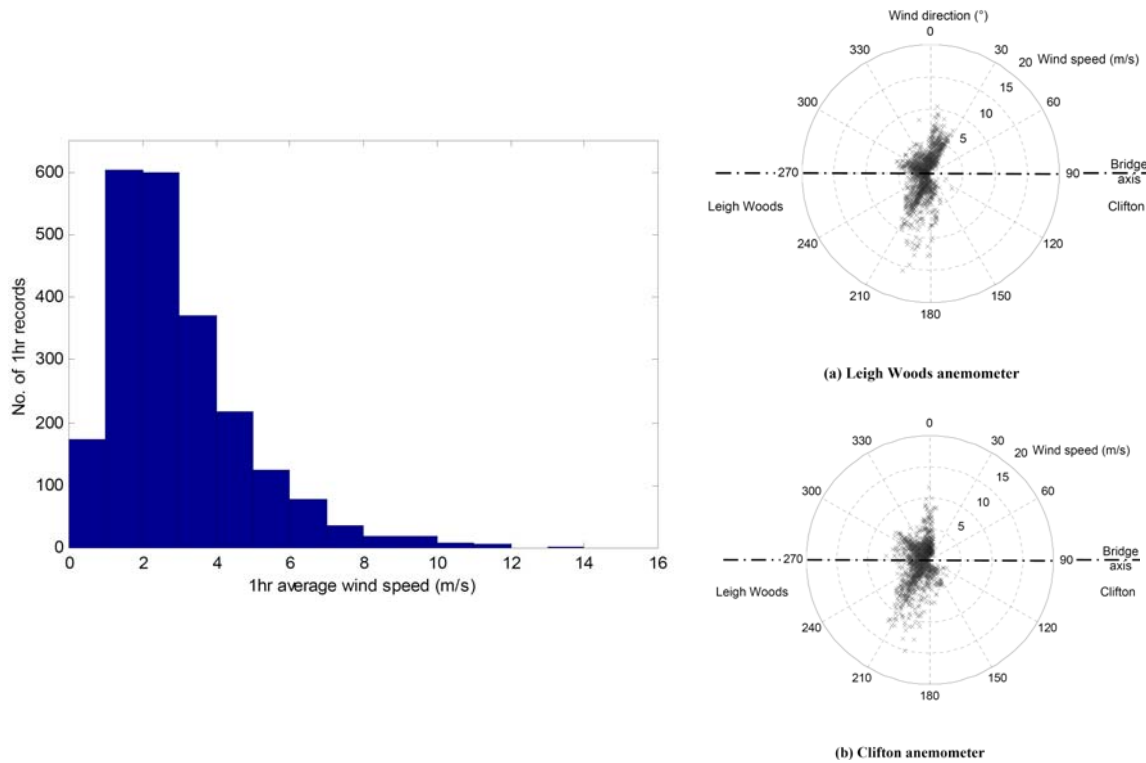 600
500
400
300
200
100
0
No. of 1hr records
0 2 4 6 8 10 12 14 16
1hr average wind speed (m/s)
Wind direction (°)
0
330 30
20 Wind speed (m/s)
15
300 10 60
5
270 90 Bridge
axis
Leigh Woods Clifton
240 120
210 150
180
(a) Leigh Woods anemometer
0
330 30
20 Wind speed (m/s)
15
300 10 60
5
270 90 Bridge
axis
Leigh Woods Clifton
240 120
210 150
180
(b) Clifton anemometer